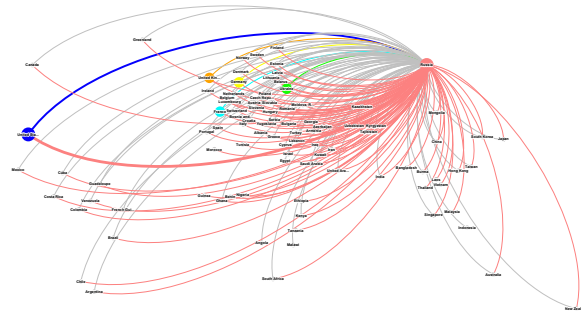 Greenland
Finland
Sweden
Norway
Canada
Estonia
Russia
Latvia
Denmark
Lithuania
United Kin...
Germany
Belarus
Ukraine
Ireland
Netherlands
Poland
Belgium
Czech Repu...
Luxembourg
Austria
Slovakia
Moldova, R
Slovenia
Hungary
Romania
Kazakhstan
France
Switzerland
Mongolia
Bosnia and...
Croatia
Serbia
Italy
Yugoslavia
Bulgaria
Georgia
Uzbekistan
Kyrgyzstan
Spain
Azerbaijan
Portugal
Albania
Turkey
Armenia
Tajikistan
United Sta...
Greece
South Korea
Japan
Tunisia
Cyprus
Lebanon
Iraq
China
Morocco
Israel
Kuwait
Iran
Egypt
Saudi Arabia
Mexico
Cuba
United Ara...
Bangladesh
Taiwan
Burma
Hong Kong
India
Laos
Guadeloupe
Vietnam
Thailand
Costa Rica
Guinea
Benin
Nigeria
Venezuela
Ghana
Ethiopia
Colombia
French Gui...
Malaysia
Singapore
Kenya
Indonesia
Tanzania
Brazil
Angola
Malawi
Australia
Chile
South Africa
Argentina
New Zeal